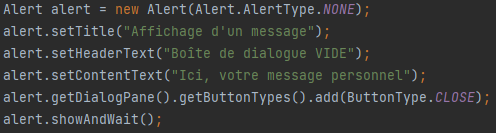 Alert alert = new Alert(Alert.AlertType.NONE);
alert.setTitle("Affichage d'un message");
alert.setHeaderText("Boîte de dialogue VIDE");
alert.setContentText("Ici, votre message personnel");
alert.getDialogPane().getButtonTypes().add(ButtonType.CLOSE);
alert.showAndWait();